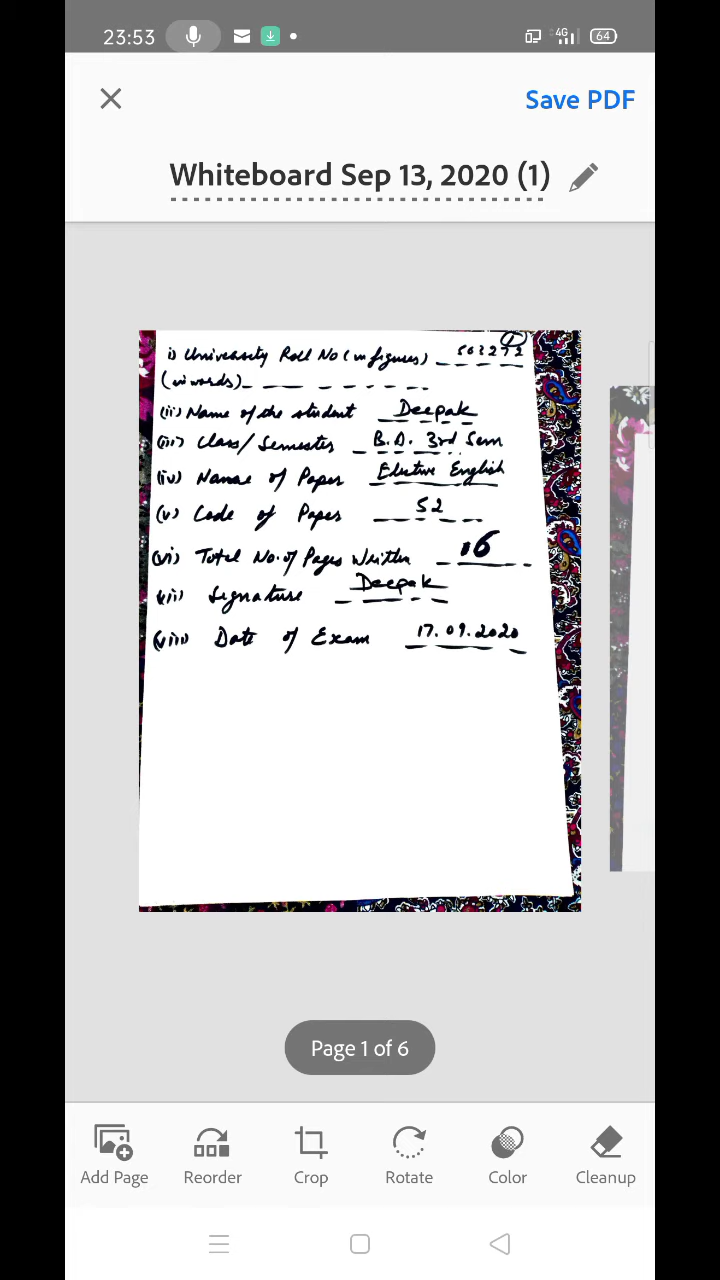 23:53 4G 64
Save PDF
Whiteboard Sep 13, 2020 (1)
1
i) University Roll No (in figures) _ 503272
(in words)_ _ _ _ _ _ _ _
(ii) Name of the student Deepak
(iii) Class/Semester B.A. 3rd Sem
(iv) Name of Paper Elective English
(v) Code of Paper 52
(vi) Total No. of Pages Written 16
(vii) Signature Deepak
(viii) Date of Exam 17.09.2020
Page 1 of 6
Add Page Reorder Crop Rotate Color Cleanup